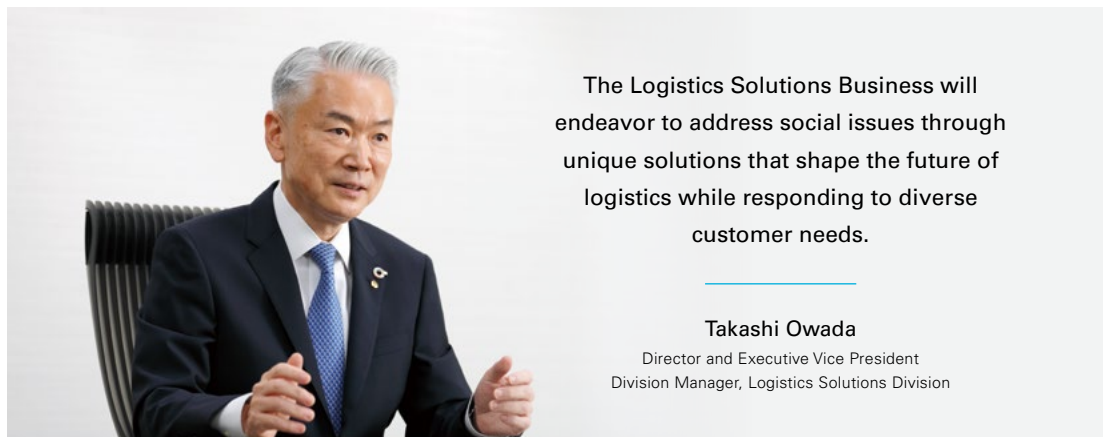 The Logistics Solutions Business will
endeavor to address social issues through
unique solutions that shape the future of
logistics while responding to diverse
customer needs.
Takashi Owada
Director and Executive Vice President
Division Manager, Logistics Solutions Division